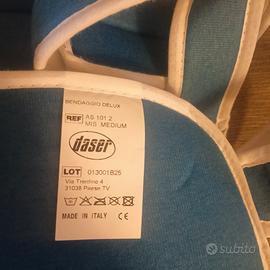 BENDAGGIO DELUX
REF AS 101.2
MIS. MEDIUM
daser
LOT 013001B25
Via Trentino 4
31038 Paese TV
MADE IN ITALY CE
subito